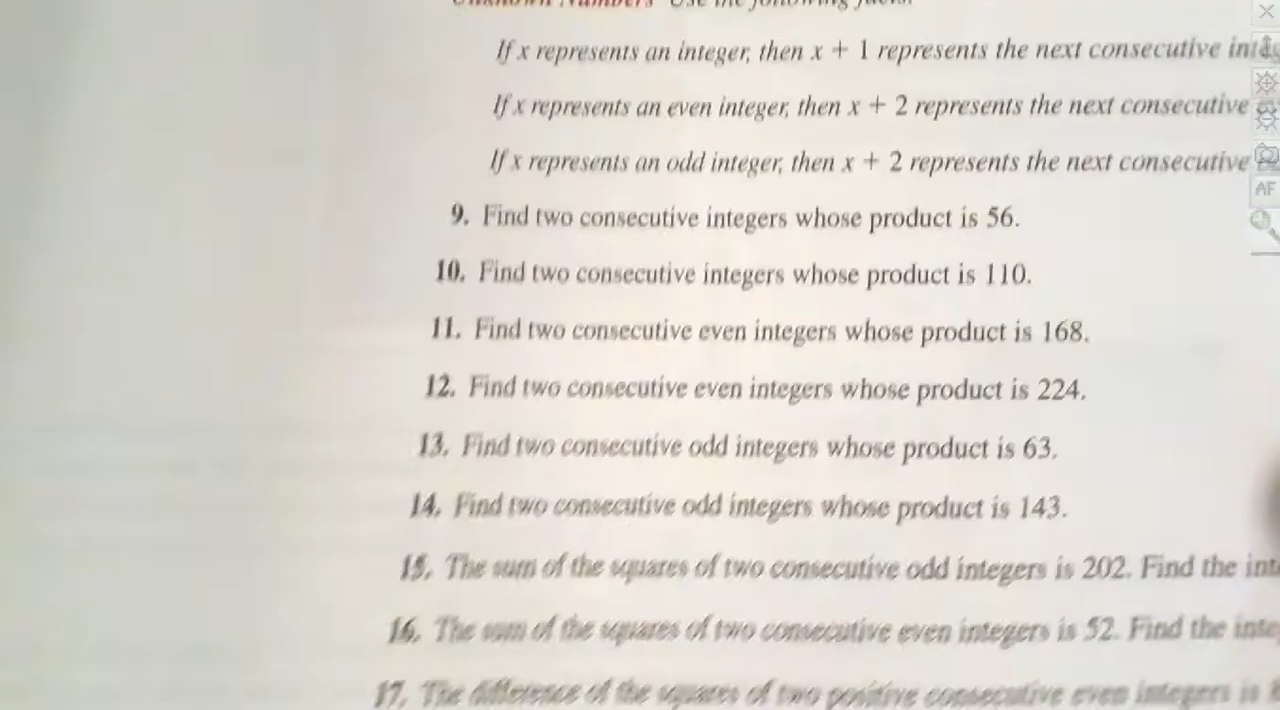 Unknown Numbers Use the following facts.
If x represents an integer, then x + 1 represents the next consecutive
If x represents an even integer, then x + 2 represents the next consecutive
If x represents an odd integer, then x + 2 represents the next consecutive
AF
9. Find two consecutive integers whose product is 56.
10. Find two consecutive integers whose product is 110.
11. Find two consecutive even integers whose product is 168.
12. Find two consecutive even integers whose product is 224.
13. Find two consecutive odd integers whose product is 63.
14. Find two consecutive odd integers whose product is 143.
15. The sum of the squares of two consecutive odd integers is 202. Find the
16. The sum of the squares of two consecutive even integers is 52. Find the
17. The difference of the squares of two positive consecutive even integers is